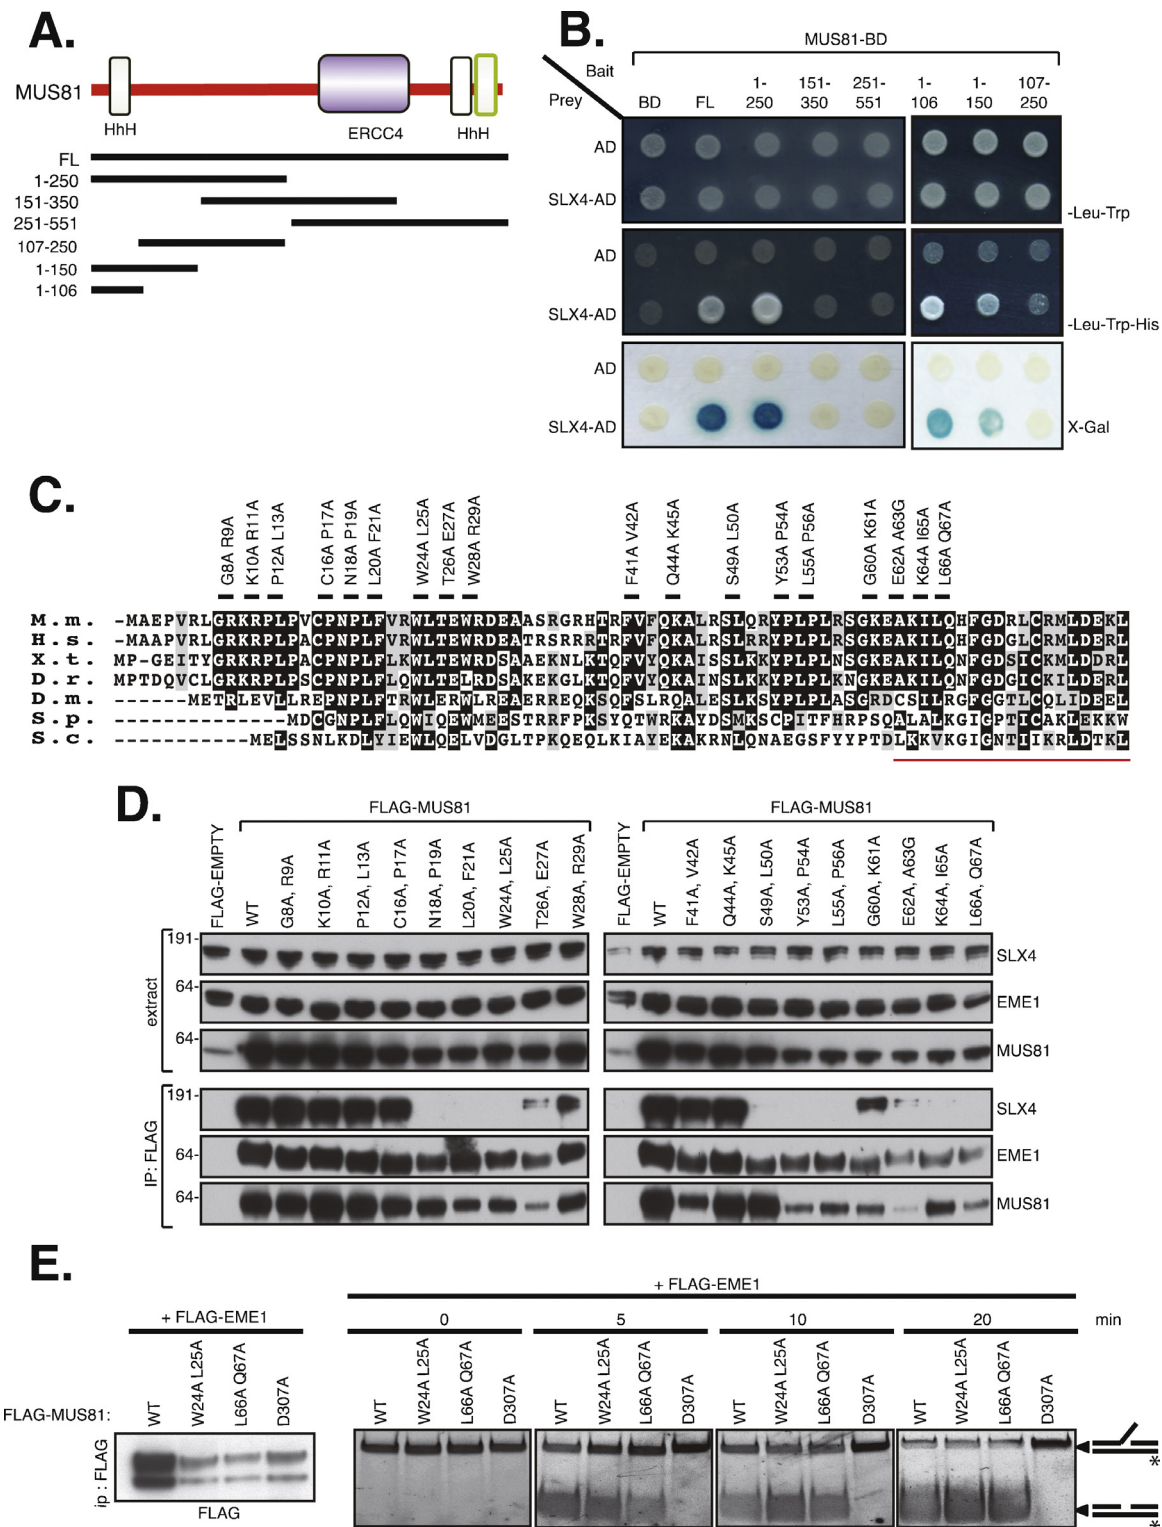 A.
MUS81
HhH
ERCC4
HhH
FL
1-250
151-350
251-551
107-250
1-150
1-106
B.
MUS81-BD
Bait
Prey
BD FL 1-250 151-350 251-551 1-106 1-150 107-250
AD
SLX4-AD
-Leu-Trp
AD
SLX4-AD
-Leu-Trp-His
AD
SLX4-AD
X-Gal
C.
G8A R9A
K10A R11A
P12A L13A
C16A P17A
N18A P19A
L20A F21A
W24A L25A
T26A E27A
W28A R29A
F41A V42A
Q44A K45A
S49A L50A
Y53A P54A
L55A P56A
G60A K61A
E62A A63G
K64A I65A
L66A Q67A
M.m. -MAEPVRLGRKRPLPVCPNPLFVRWLTEWRDEAASRGRHTRFVFQKALRSLQRYPLPLRSGKEAKILQHFGDRLCRMLDEKL
H.s. -MAAPVRLGRKRPLPACPNPLFVRWLTEWRDEATRSRRRTRFVFQKALRSLRRYPLPLRSGKEAKILQHFGDGLCRMLDERL
X.t. MP-GEITYGRKRPLPACPNPLFLKWLTEWRDSAAEKNLKTQFVYQKAISSLKKYPLPLNSGKEAKILQNFGDSICKMLDDRL
D.r. MPTDQVCLGRKRPLPSCPNPLFLQWLTELRDSAKEKGLKTQFVYQKAINSLKKYPLPLKNGKEAKILQNFGDGICKILDERL
D.m. ------METRLEVLLREPNPLFTRWLERWLREAERREQKSQFSLRQALESLKSYPLPLASGRDCSILRGFGGTLCQLIDEEL
S.p. --------------MDCGNPLFLQWIQEWMEESTRRFPKSYQTWRKAYDSMKSCPITFHRPSQALALKGIGPTICAKLEKKW
S.c. -----------MELSSNLKDLYIEWLQELVDGLTPKQEQLKIAYEKAKRNLQNAEGSFYYPTDLKKVKGIGNTIIKRLDTKL
D.
FLAG-MUS81
FLAG-MUS81
FLAG-EMPTY
WT
G8A, R9A
K10A, R11A
P12A, L13A
C16A, P17A
N18A, P19A
L20A, F21A
W24A, L25A
T26A, E27A
W28A, R29A
FLAG-EMPTY
WT
F41A, V42A
Q44A, K45A
S49A, L50A
Y53A, P54A
L55A, P56A
G60A, K61A
E62A, A63G
K64A, I65A
L66A, Q67A
extract
191-
SLX4
64-
EME1
64-
MUS81
IP: FLAG
191-
SLX4
64-
EME1
64-
MUS81
E.
+ FLAG-EME1
+ FLAG-EME1
0 5 10 20 min
FLAG-MUS81:
WT
W24A L25A
L66A Q67A
D307A
WT
W24A L25A
L66A Q67A
D307A
WT
W24A L25A
L66A Q67A
D307A
WT
W24A L25A
L66A Q67A
D307A
WT
W24A L25A
L66A Q67A
D307A
ip : FLAG
FLAG
*
*